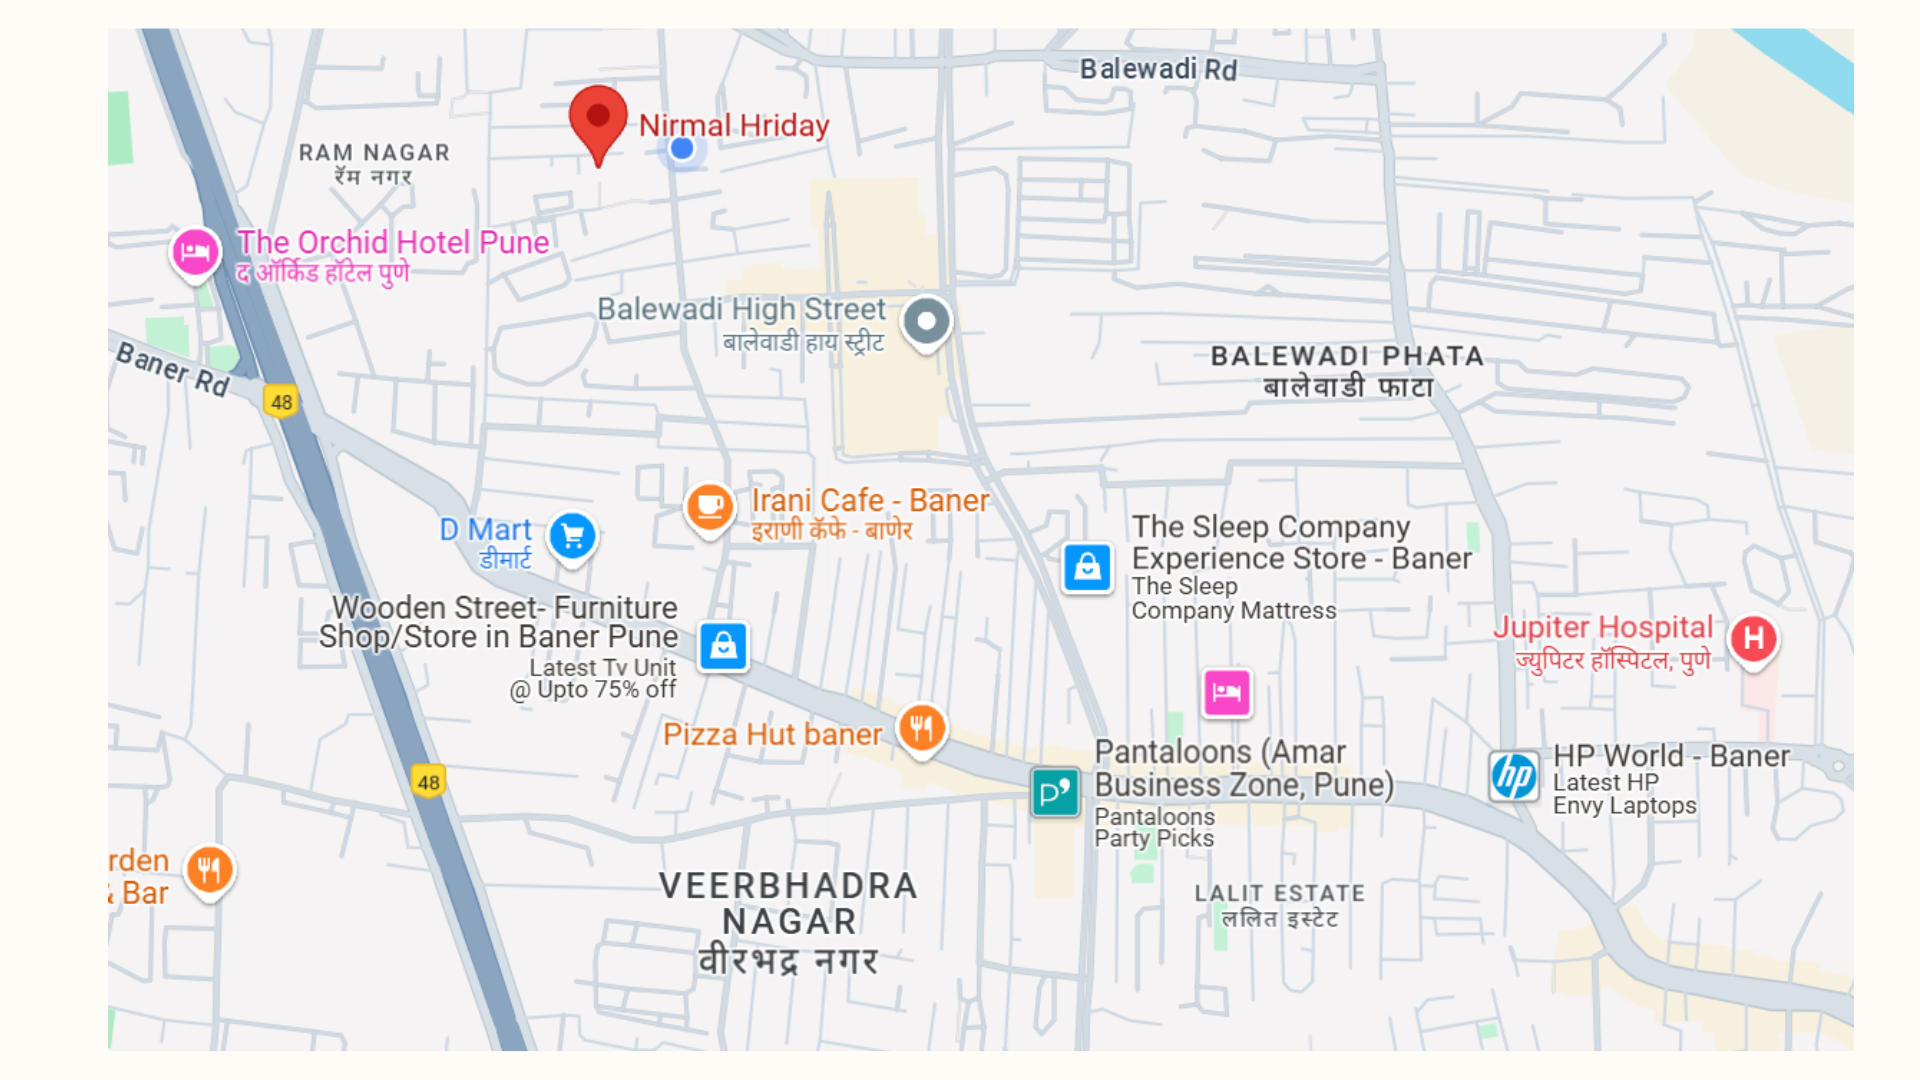 Balewadi Rd
Nirmal Hriday
RAM NAGAR
रॅम नगर
The Orchid Hotel Pune
द ऑर्किड हॉटेल पुणे
Balewadi High Street
बालेवाडी हाय स्ट्रीट
Baner Rd
48
BALEWADI PHATA
बालेवाडी फाटा
Irani Cafe - Baner
इराणी कॅफे - बाणेर
D Mart
डीमार्ट
The Sleep Company
Experience Store - Baner
The Sleep
Company Mattress
Wooden Street- Furniture
Shop/Store in Baner Pune
Latest Tv Unit
@ Upto 75% off
Jupiter Hospital
ज्युपिटर हॉस्पिटल, पुणे
H
Pizza Hut baner
48
P
Pantaloons (Amar
Business Zone, Pune)
Pantaloons
Party Picks
hp
HP World - Baner
Latest HP
Envy Laptops
rden
& Bar
VEERBHADRA
NAGAR
वीरभद्र नगर
LALIT ESTATE
ललित इस्टेट